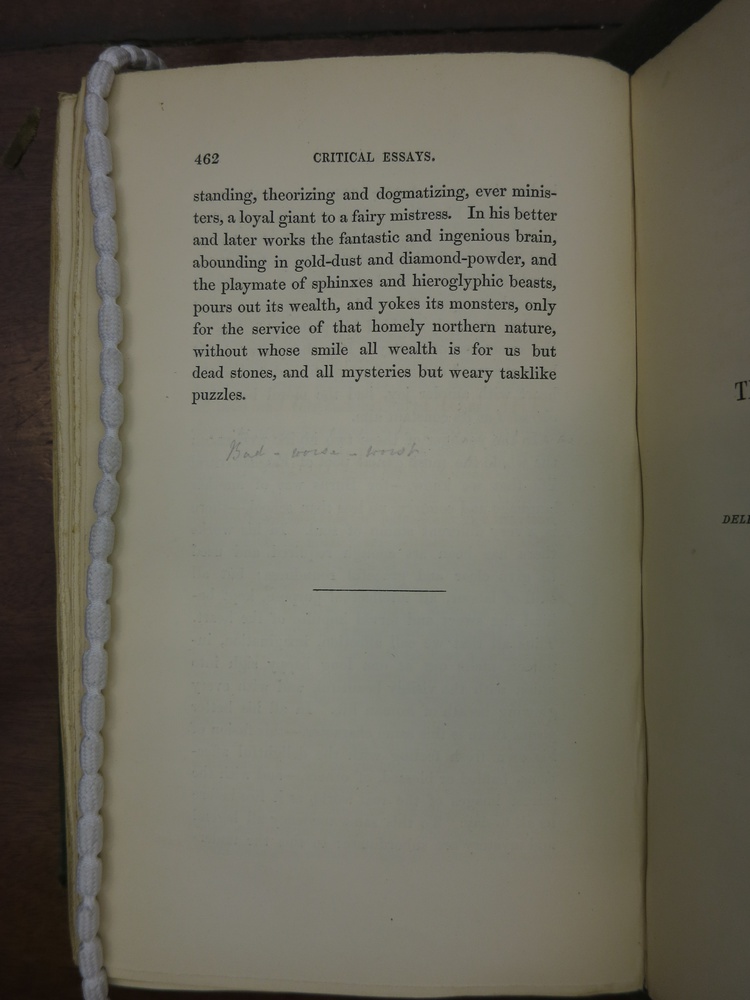 462 CRITICAL ESSAYS.
standing, theorizing and dogmatizing, ever minis-
ters, a loyal giant to a fairy mistress. In his better
and later works the fantastic and ingenious brain,
abounding in gold-dust and diamond-powder, and
the playmate of sphinxes and hieroglyphic beasts,
pours out its wealth, and yokes its monsters, only
for the service of that homely northern nature,
without whose smile all wealth is for us but
dead stones, and all mysteries but weary tasklike
puzzles.
Bad - worse - worst
DELI